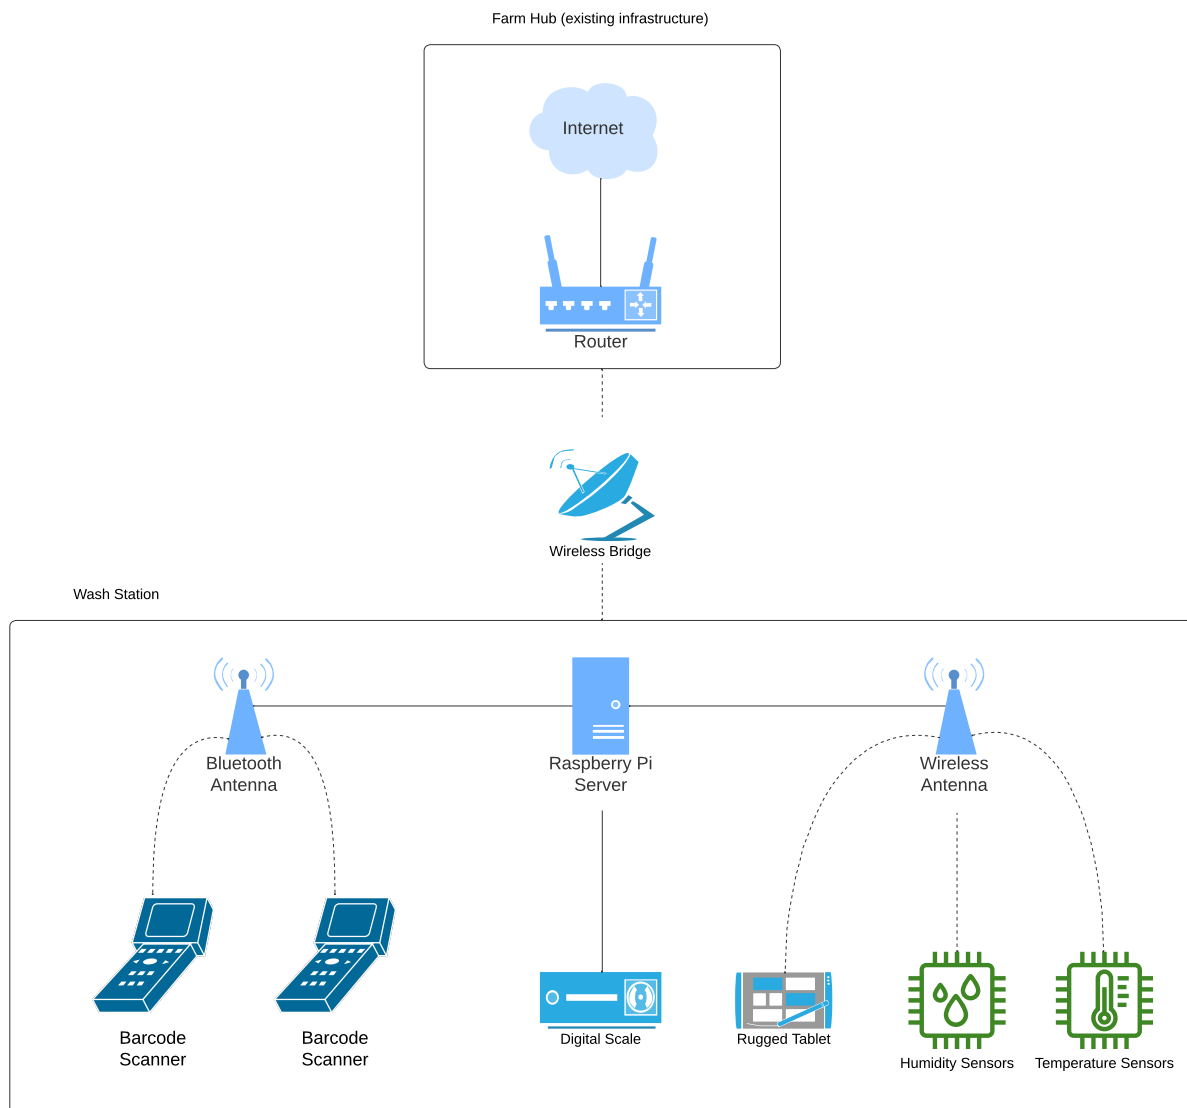 Farm Hub (existing infrastructure)
Internet
Router
Wireless Bridge
Wash Station
Bluetooth
Antenna
Raspberry Pi
Server
Wireless
Antenna
Barcode
Scanner
Barcode
Scanner
Digital Scale
Rugged Tablet
Humidity Sensors
Temperature Sensors